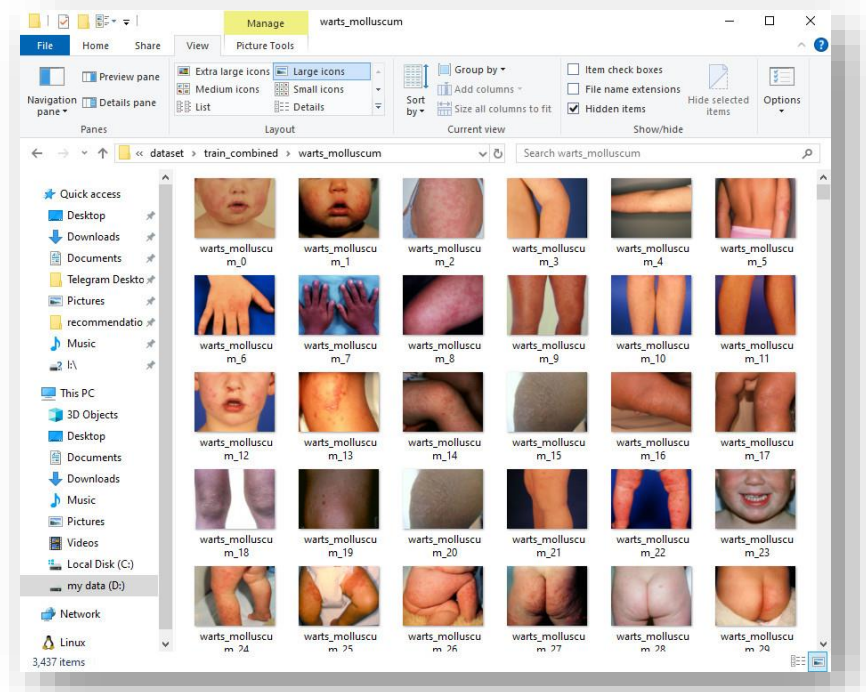 Manage
warts_molluscum
File
Home
Share
View
Picture Tools
Navigation
pane
Preview pane
Details pane
Panes
Extra large icons
Large icons
Medium icons
Small icons
List
Details
Layout
Sort
by
Group by
Add columns
Size all columns to fit
Current view
Item check boxes
File name extensions
Hidden items
Hide selected
items
Show/hide
Options
« dataset › train_combined › warts_molluscum
Search warts_molluscum
Quick access
Desktop
Downloads
Documents
Telegram Deskto
Pictures
recommendatio
Music
I:\
This PC
3D Objects
Desktop
Documents
Downloads
Music
Pictures
Videos
Local Disk (C:)
my data (D:)
Network
Linux
warts_molluscu
m_0
warts_molluscu
m_1
warts_molluscu
m_2
warts_molluscu
m_3
warts_molluscu
m_4
warts_molluscu
m_5
warts_molluscu
m_6
warts_molluscu
m_7
warts_molluscu
m_8
warts_molluscu
m_9
warts_molluscu
m_10
warts_molluscu
m_11
warts_molluscu
m_12
warts_molluscu
m_13
warts_molluscu
m_14
warts_molluscu
m_15
warts_molluscu
m_16
warts_molluscu
m_17
warts_molluscu
m_18
warts_molluscu
m_19
warts_molluscu
m_20
warts_molluscu
m_21
warts_molluscu
m_22
warts_molluscu
m_23
warts_molluscu
m_24
warts_molluscu
m_25
warts_molluscu
m_26
warts_molluscu
m_27
warts_molluscu
m_28
warts_molluscu
m_29
3,437 items